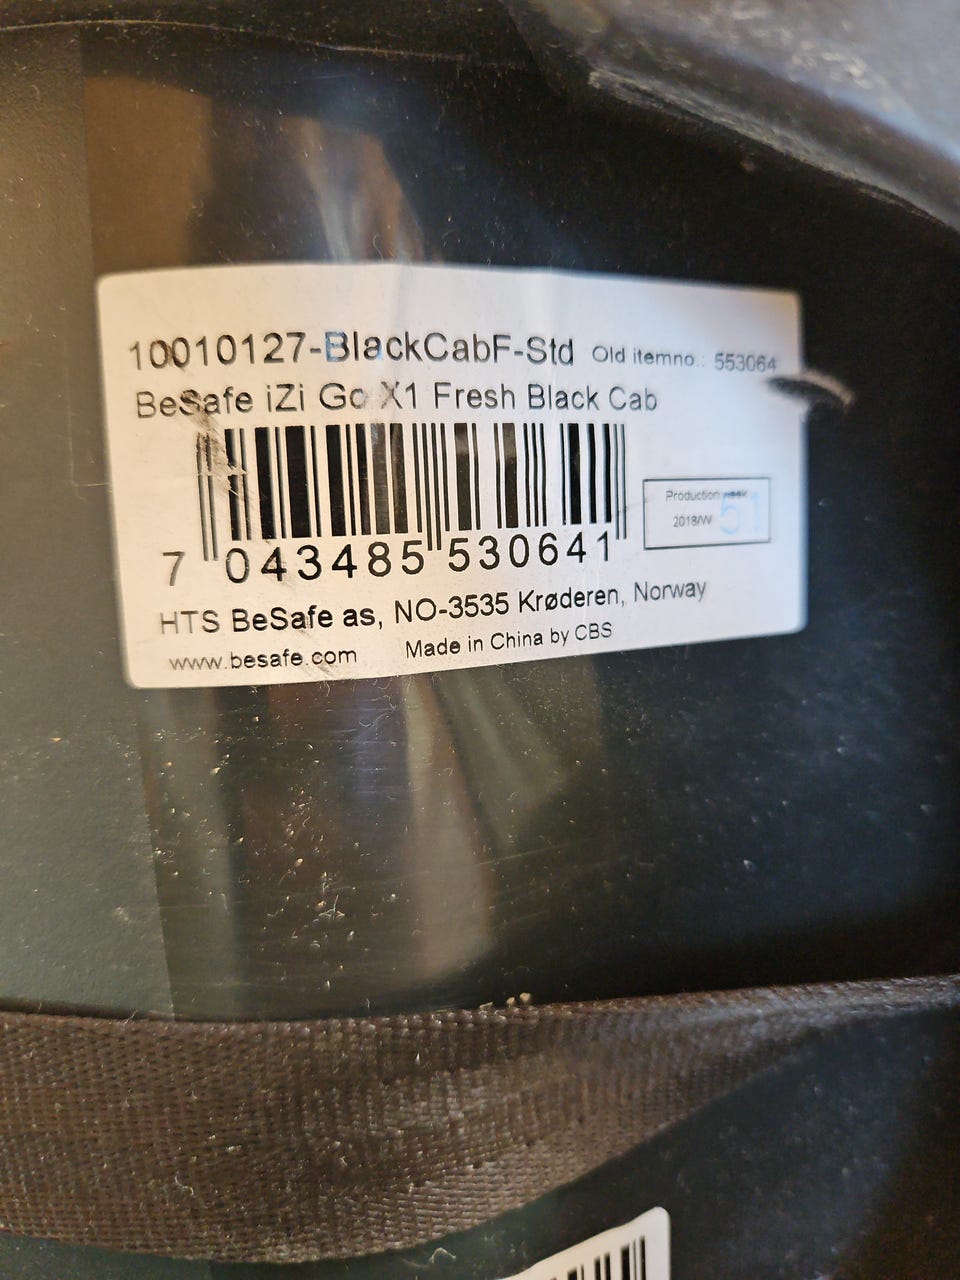 10010127-BlackCabF-Std Old itemno.: 553064
BeSafe iZi Go X1 Fresh Black Cab
Production week
2018/W 51
7 043485 530641
HTS BeSafe as, NO-3535 Krøderen, Norway
www.besafe.com Made in China by CBS